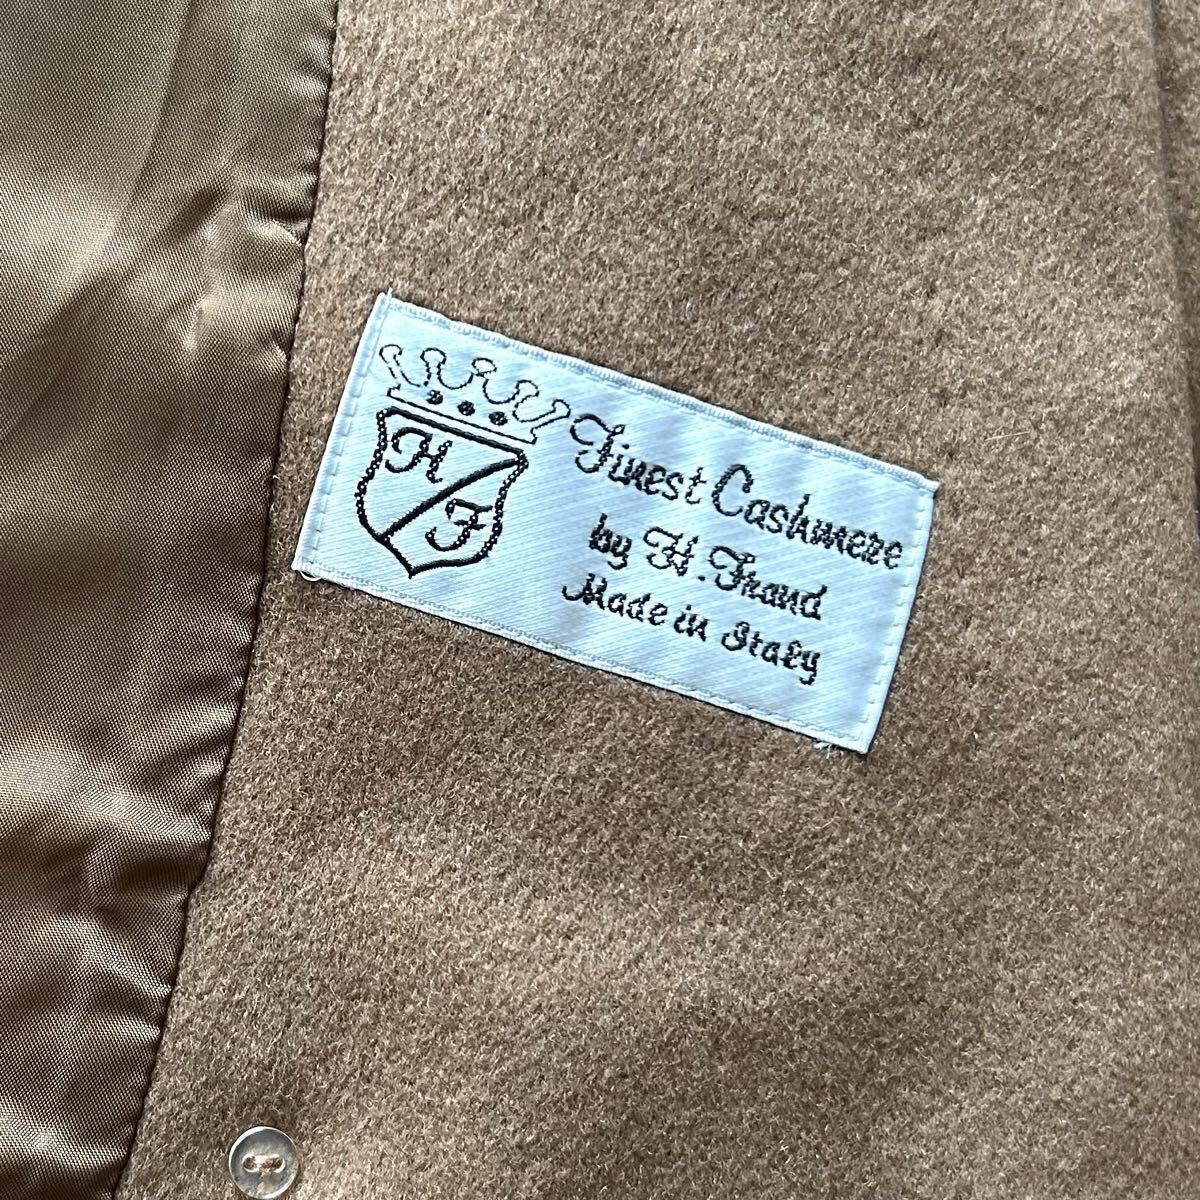 H
F
Finest Cashmere
by H. Fraud
Made in Italy